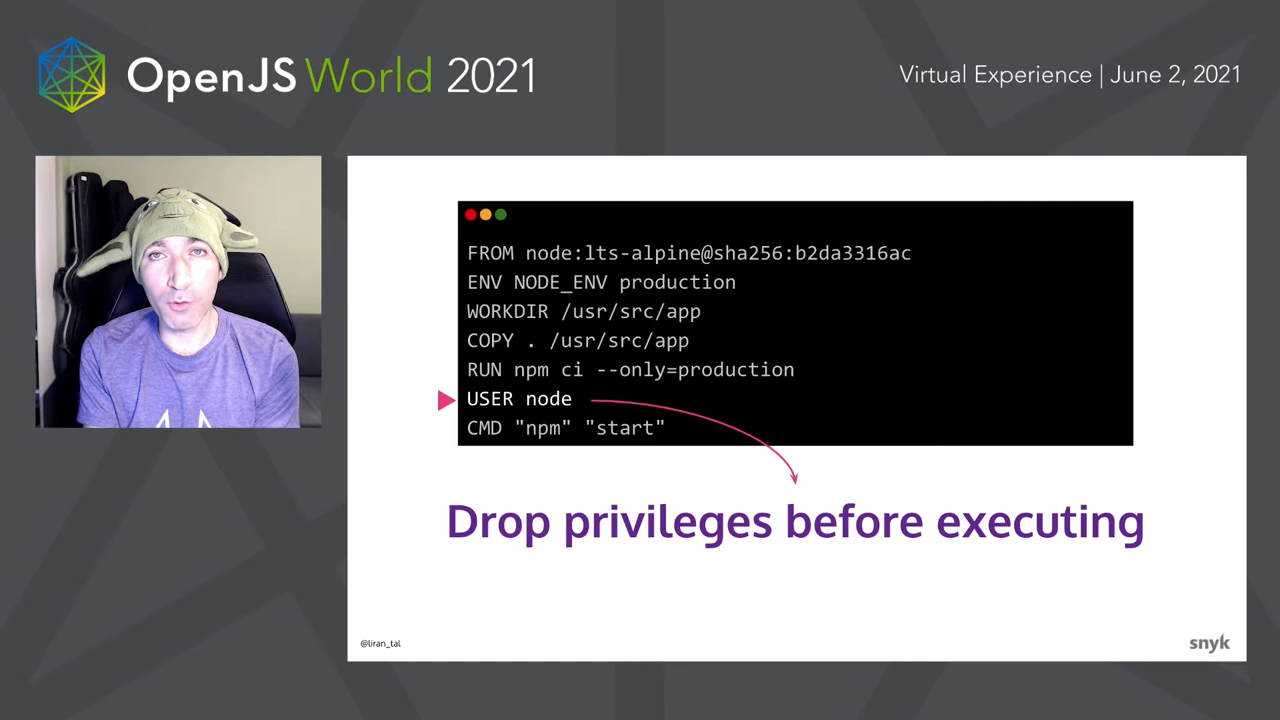 OpenJS World 2021
Virtual Experience | June 2, 2021
FROM node:lts-alpine@sha256:b2da3316ac
ENV NODE_ENV production
WORKDIR /usr/src/app
COPY . /usr/src/app
RUN npm ci --only=production
USER node
CMD "npm" "start"
Drop privileges before executing
@liran_tal
snyk